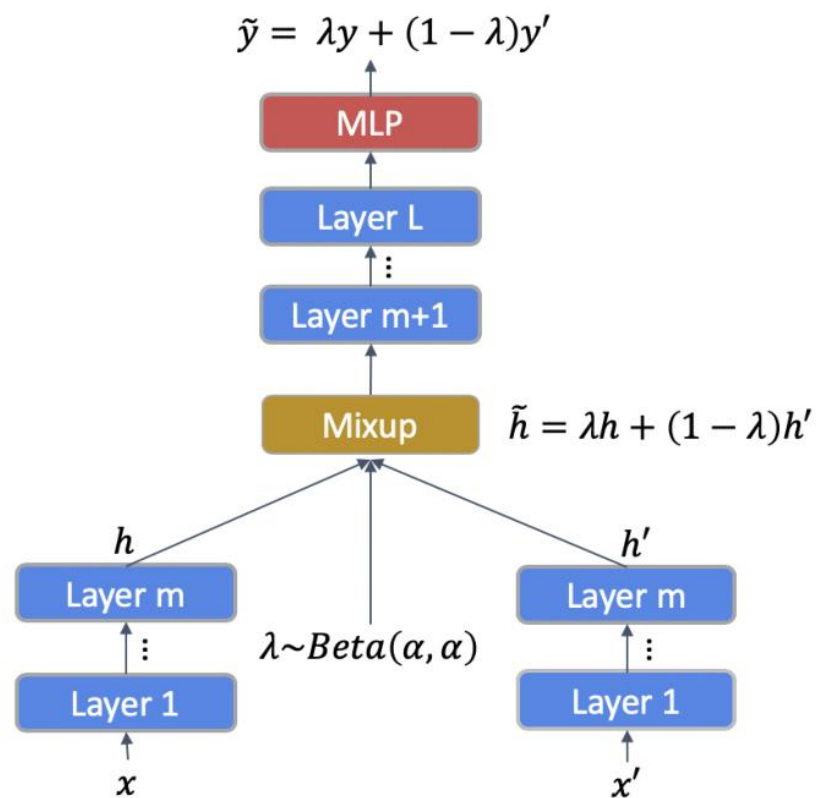 ỹ = λy + (1 − λ)y′
MLP
Layer L
⋮
Layer m+1
Mixup
h̃ = λh + (1 − λ)h′
h
h′
Layer m
Layer m
⋮
⋮
λ~Beta(α, α)
Layer 1
Layer 1
x
x′